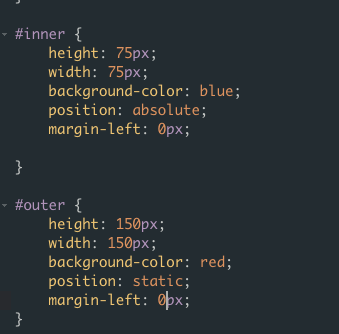 }
#inner {
height: 75px;
width: 75px;
background-color: blue;
position: absolute;
margin-left: 0px;
}
#outer {
height: 150px;
width: 150px;
background-color: red;
position: static;
margin-left: 0px;
}